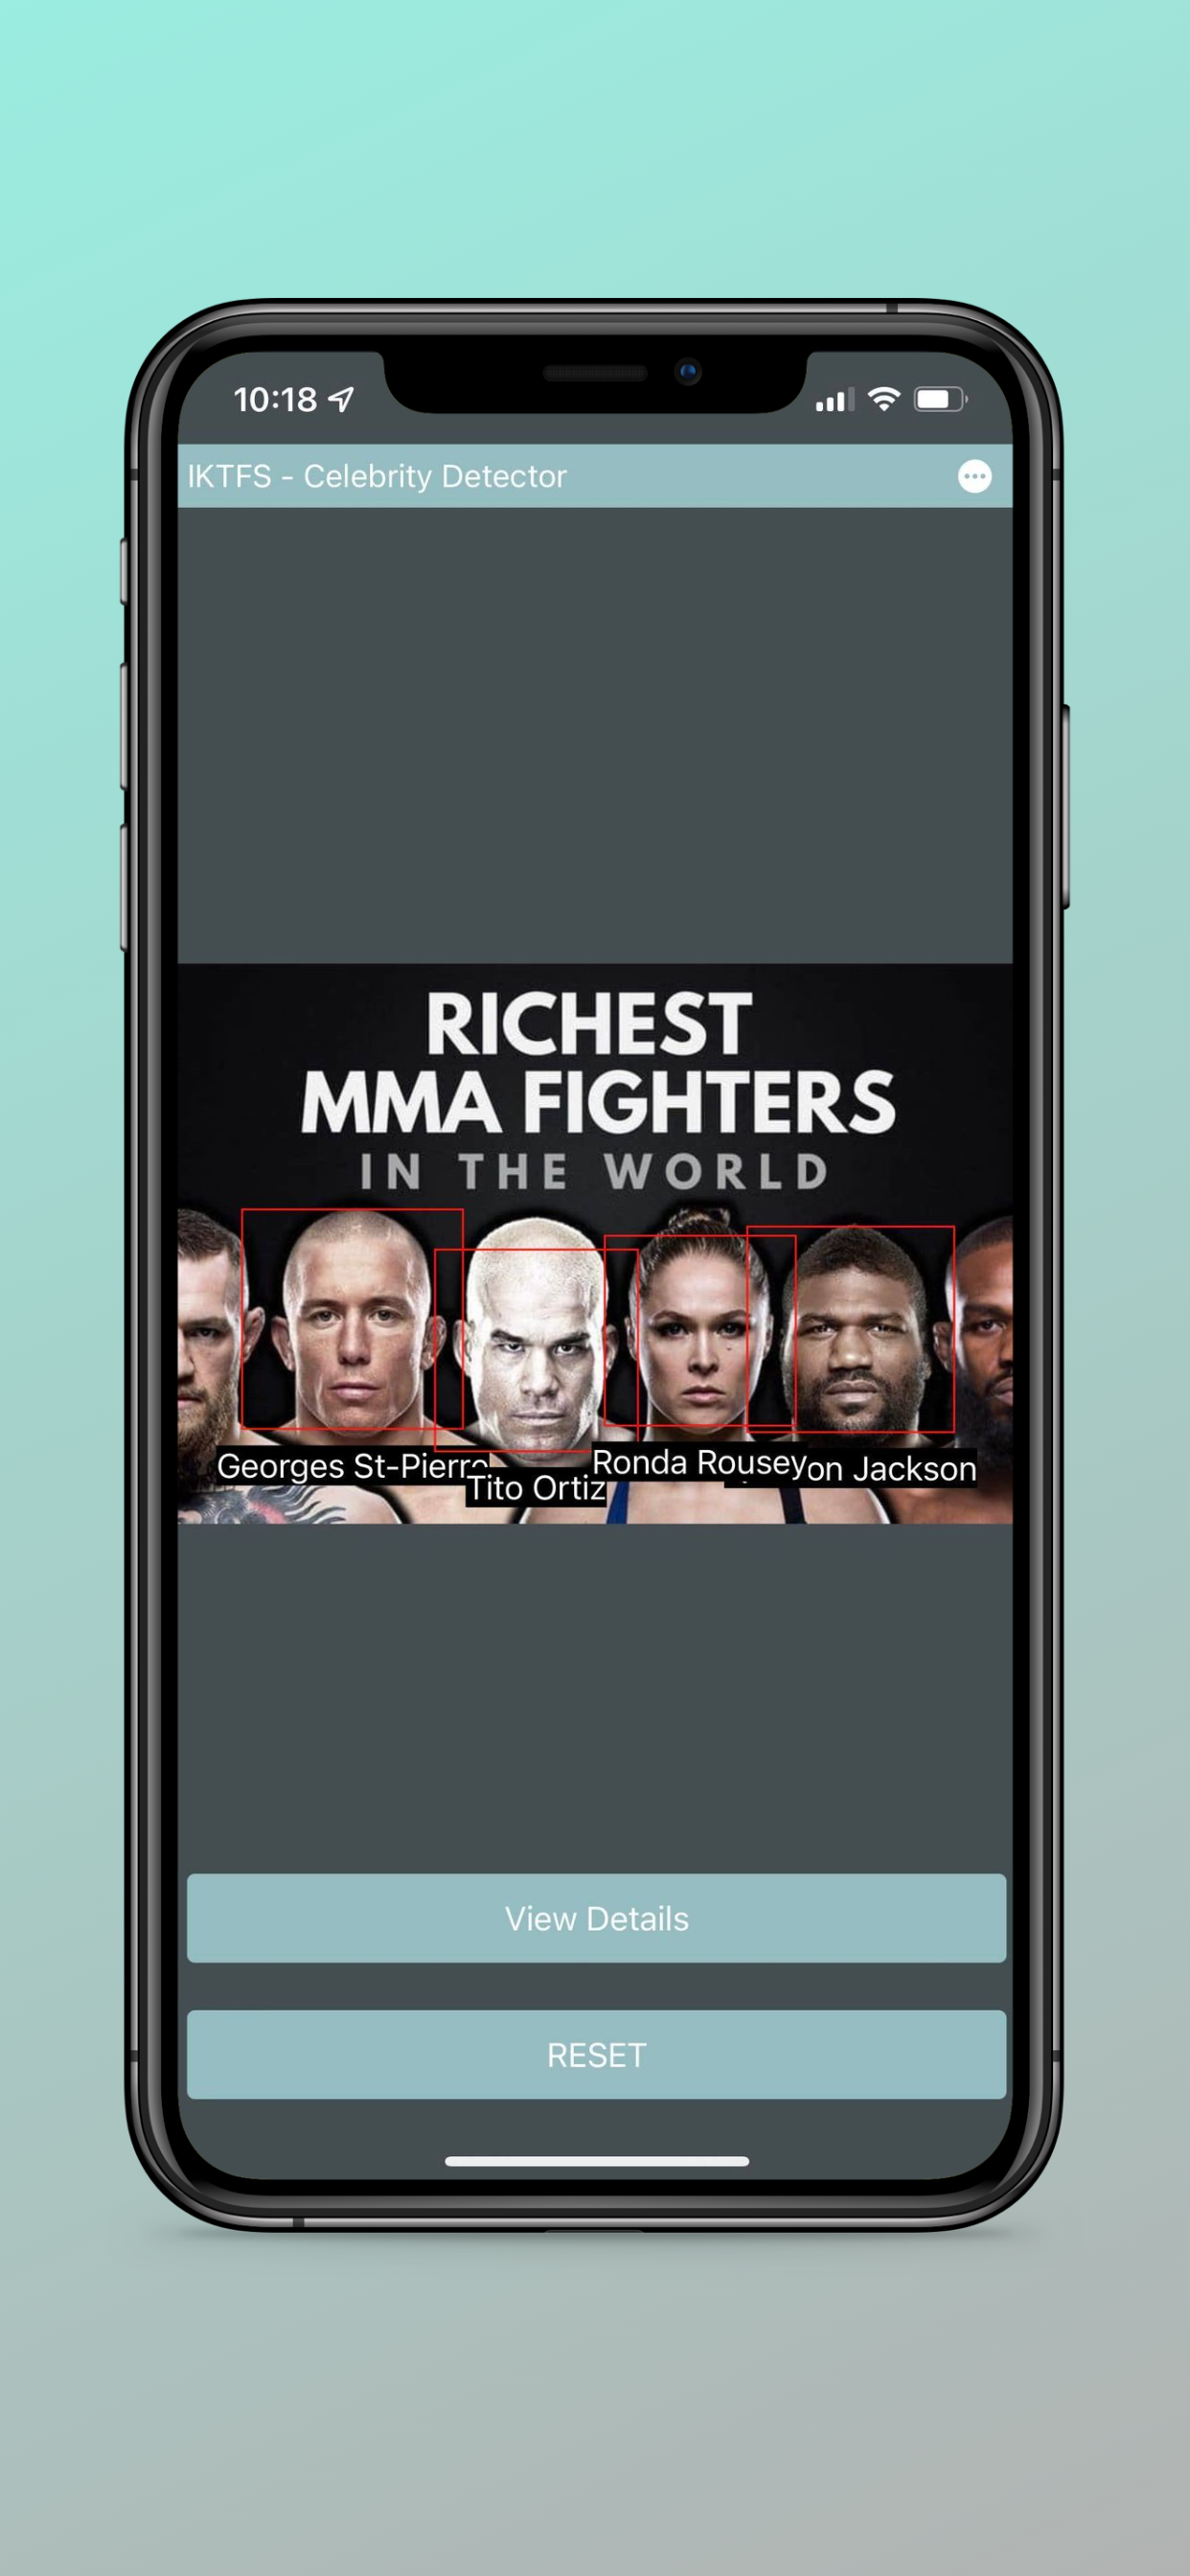 10:18
IKTFS - Celebrity Detector
RICHEST
MMA FIGHTERS
IN THE WORLD
Georges St-Pierre
Tito Ortiz
Ronda Rousey
on Jackson
View Details
RESET